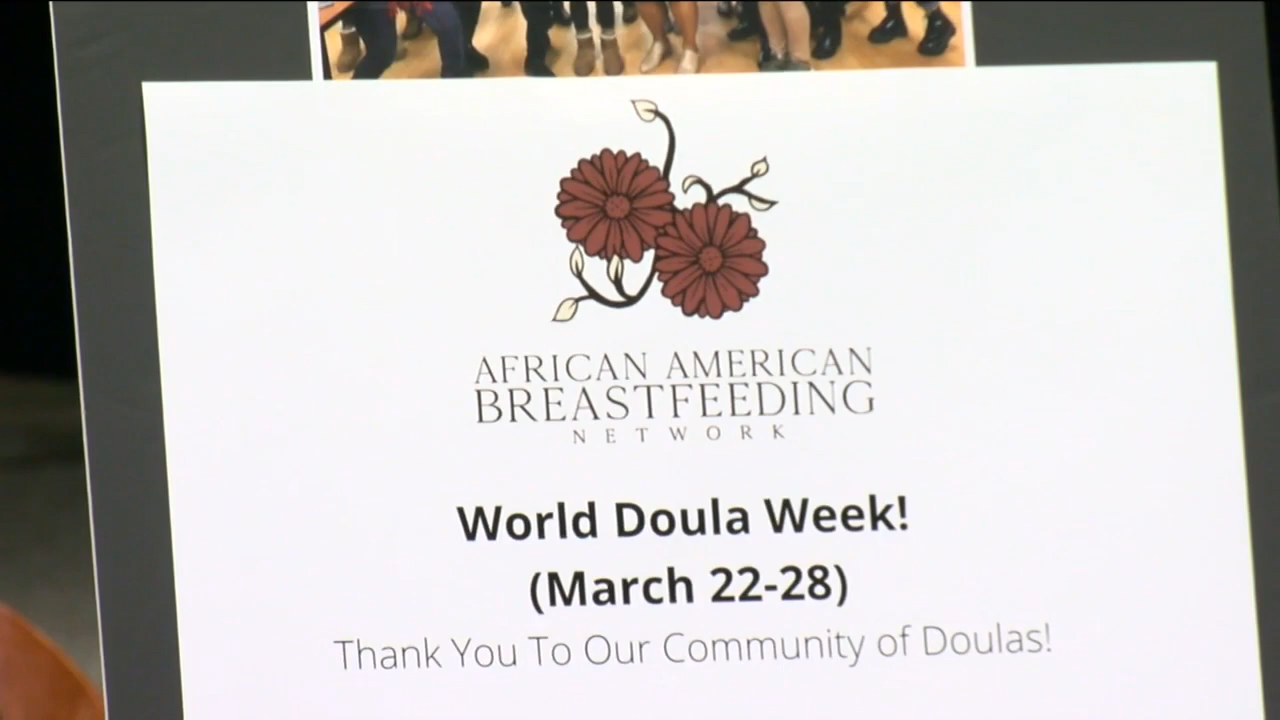 AFRICAN AMERICAN
BREASTFEEDING
NETWORK
World Doula Week!
(March 22-28)
Thank You To Our Community of Doulas!